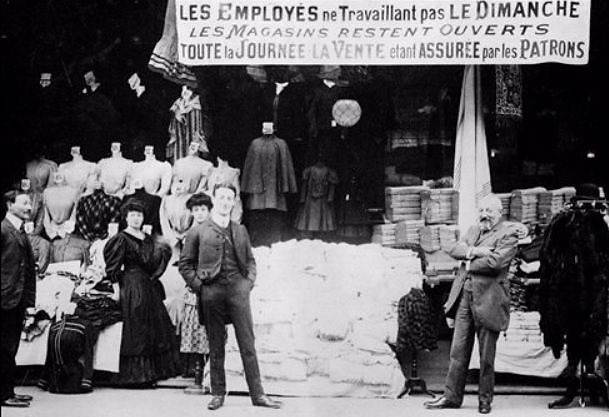 LES EMPLOYÉS ne Travaillant pas LE DIMANCHE
LES MAGASINS RESTENT OUVERTS
TOUTE la JOURNÉE - LA VENTE etant ASSURÉE par les PATRONS